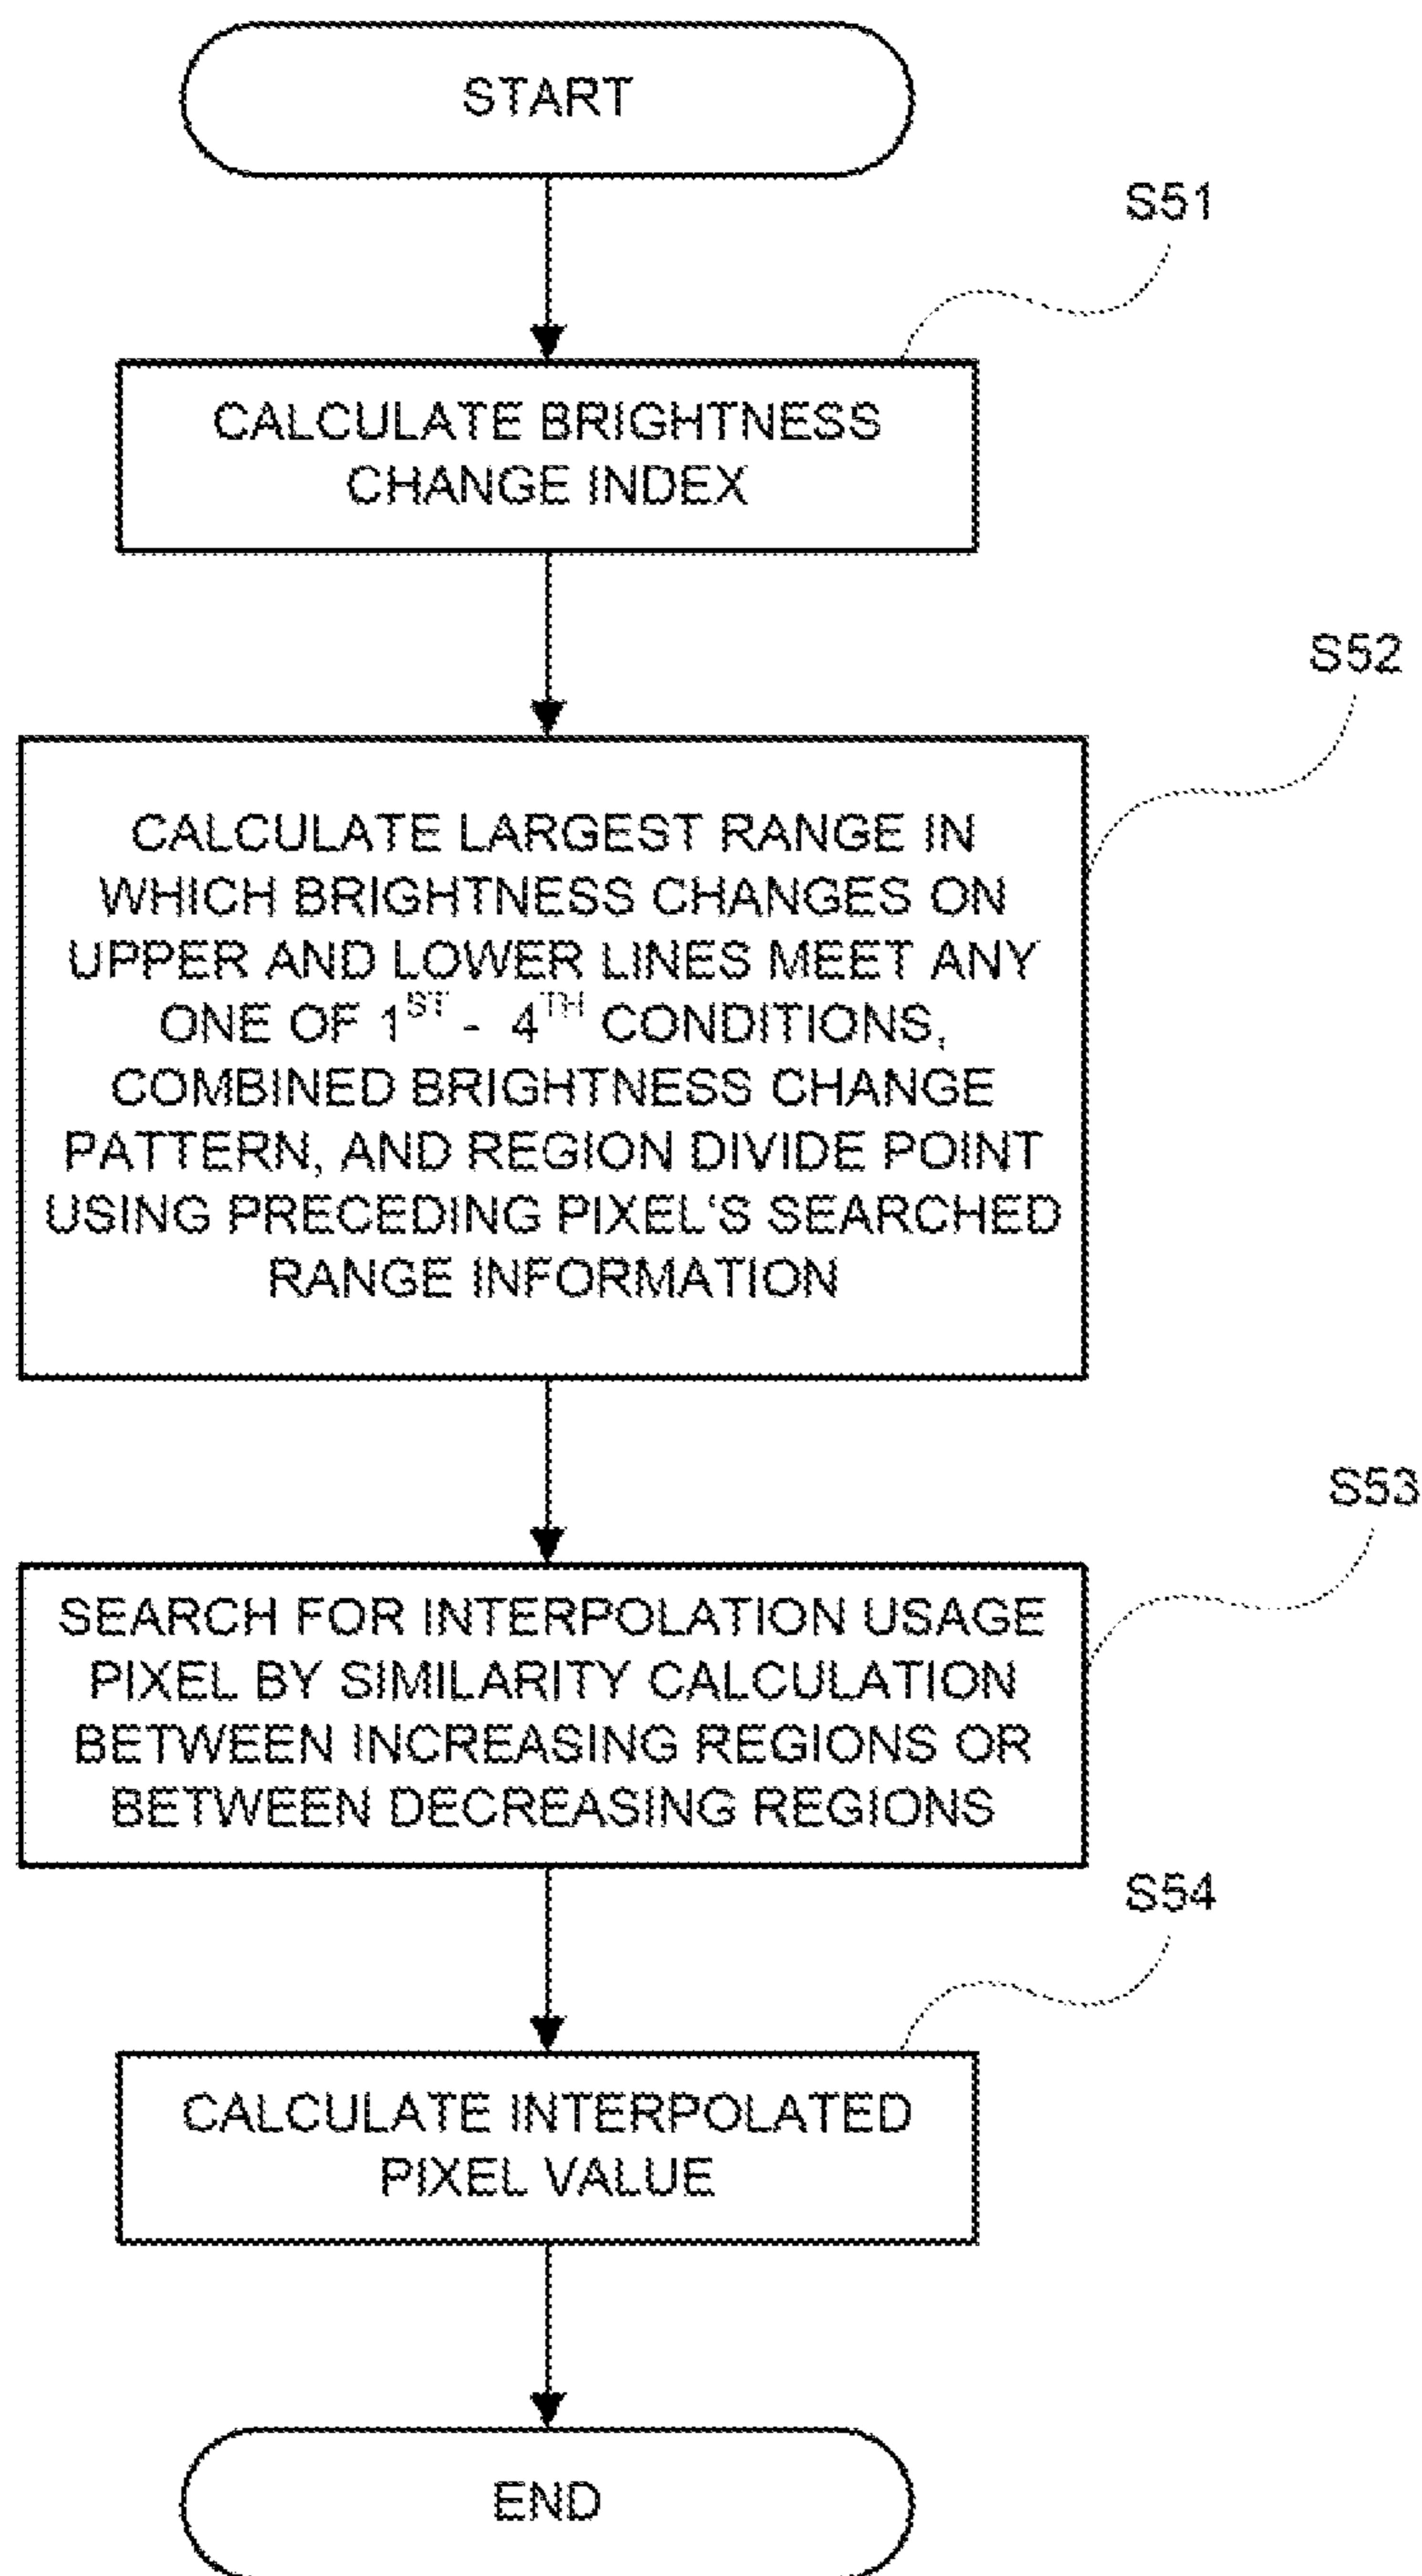 START
S51
CALCULATE BRIGHTNESS
CHANGE INDEX
S52
CALCULATE LARGEST RANGE IN
WHICH BRIGHTNESS CHANGES ON
UPPER AND LOWER LINES MEET ANY
ONE OF 1ST - 4TH CONDITIONS,
COMBINED BRIGHTNESS CHANGE
PATTERN, AND REGION DIVIDE POINT
USING PRECEDING PIXEL‘S SEARCHED
RANGE INFORMATION
S53
SEARCH FOR INTERPOLATION USAGE
PIXEL BY SIMILARITY CALCULATION
BETWEEN INCREASING REGIONS OR
BETWEEN DECREASING REGIONS
S54
CALCULATE INTERPOLATED
PIXEL VALUE
END